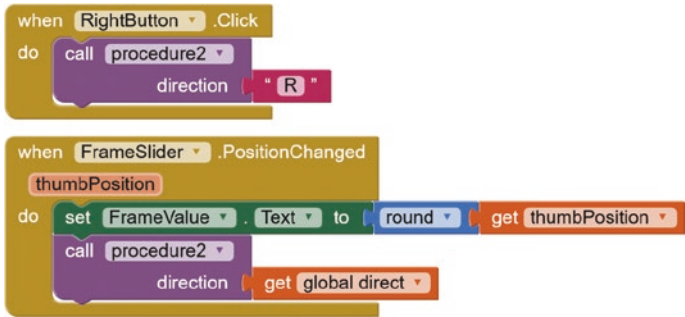 when RightButton .Click
do call procedure2
direction " R "
when FrameSlider .PositionChanged
thumbPosition
do set FrameValue . Text to round get thumbPosition
call procedure2
direction get global direct